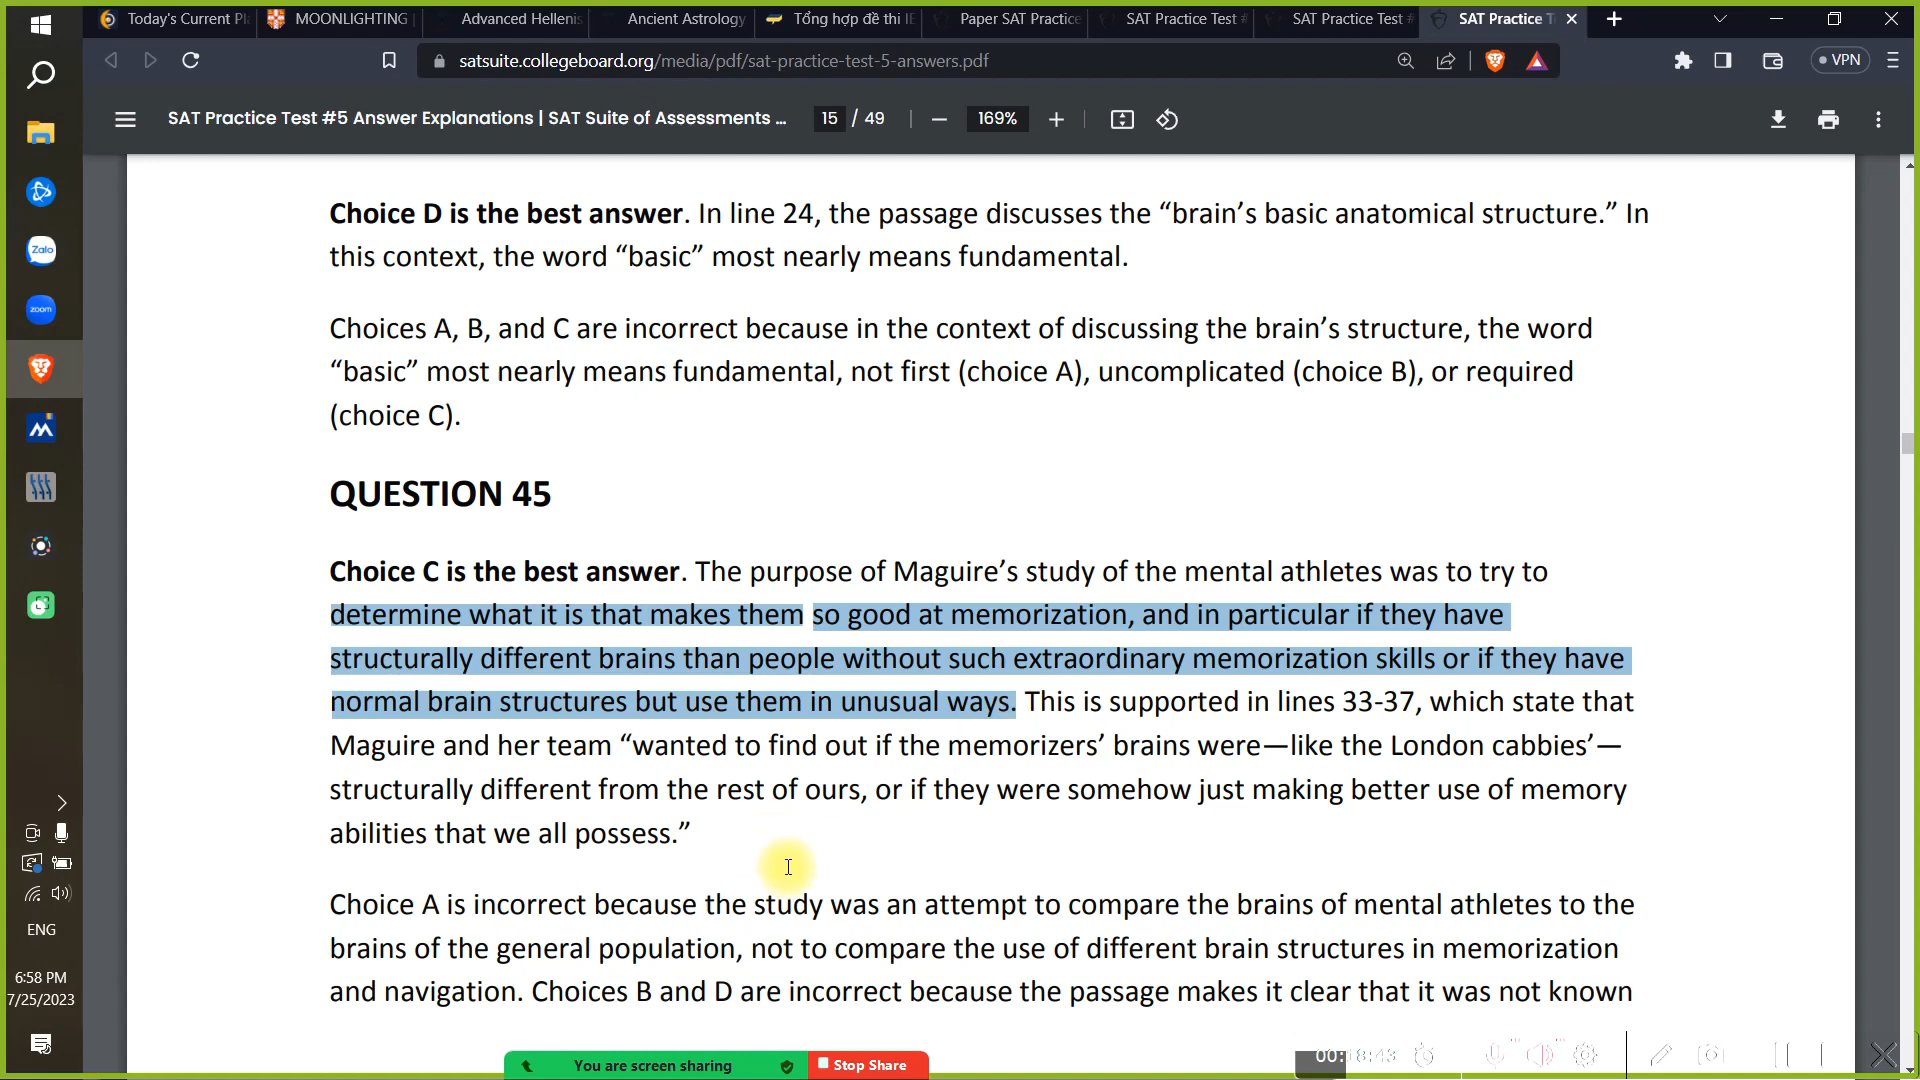 Today's Current Pl
MOONLIGHTING
Advanced Hellenis
Ancient Astrology
Tổng hợp đề thi IE
Paper SAT Practice
SAT Practice Test #
SAT Practice Test #
SAT Practice T
satsuite.collegeboard.org/media/pdf/sat-practice-test-5-answers.pdf
VPN
SAT Practice Test #5 Answer Explanations | SAT Suite of Assessments ...
15 / 49
169%
Choice D is the best answer. In line 24, the passage discusses the “brain’s basic anatomical structure.” In
this context, the word “basic” most nearly means fundamental.
Choices A, B, and C are incorrect because in the context of discussing the brain’s structure, the word
“basic” most nearly means fundamental, not first (choice A), uncomplicated (choice B), or required
(choice C).
QUESTION 45
Choice C is the best answer. The purpose of Maguire’s study of the mental athletes was to try to
determine what it is that makes them so good at memorization, and in particular if they have
structurally different brains than people without such extraordinary memorization skills or if they have
normal brain structures but use them in unusual ways. This is supported in lines 33-37, which state that
Maguire and her team “wanted to find out if the memorizers’ brains were—like the London cabbies’—
structurally different from the rest of ours, or if they were somehow just making better use of memory
abilities that we all possess.”
Choice A is incorrect because the study was an attempt to compare the brains of mental athletes to the
brains of the general population, not to compare the use of different brain structures in memorization
and navigation. Choices B and D are incorrect because the passage makes it clear that it was not known
Zalo
zoom
ENG
6:58 PM
7/25/2023
You are screen sharing
Stop Share
00:18:43